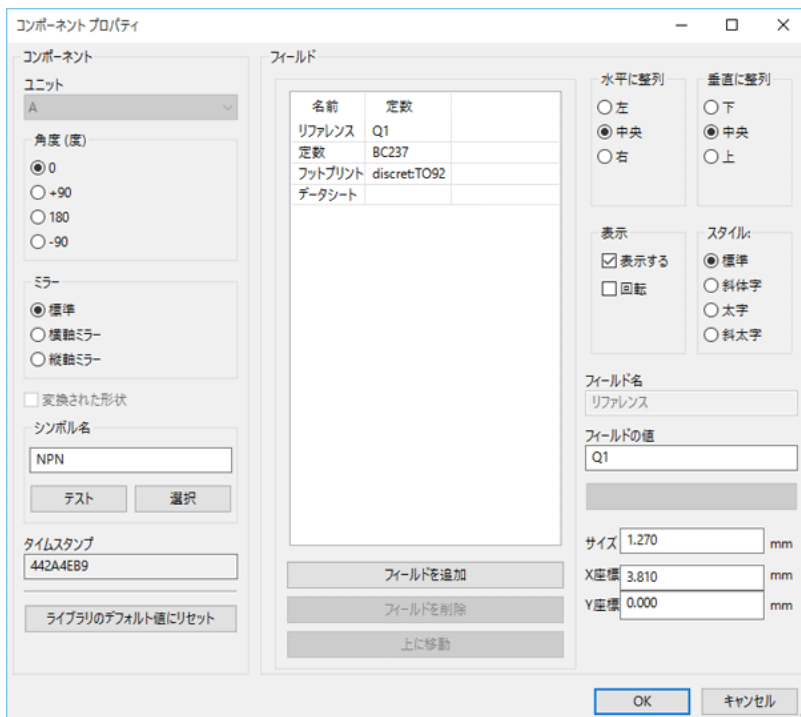 コンポーネント プロパティ
コンポーネント
ユニット
A
角度 (度)
0
+90
180
-90
ミラー
標準
横軸ミラー
縦軸ミラー
変換された形状
シンボル名
NPN
テスト 選択
タイムスタンプ
442A4EB9
ライブラリのデフォルト値にリセット
フィールド
名前 定数
リファレンス Q1
定数 BC237
フットプリント discret:TO92
データシート
フィールドを追加
フィールドを削除
上に移動
水平に整列
左
中央
右
垂直に整列
下
中央
上
表示
表示する
回転
スタイル:
標準
斜体字
太字
斜太字
フィールド名
リファレンス
フィールドの値
Q1
サイズ 1.270 mm
X座標 3.810 mm
Y座標 0.000 mm
OK キャンセル